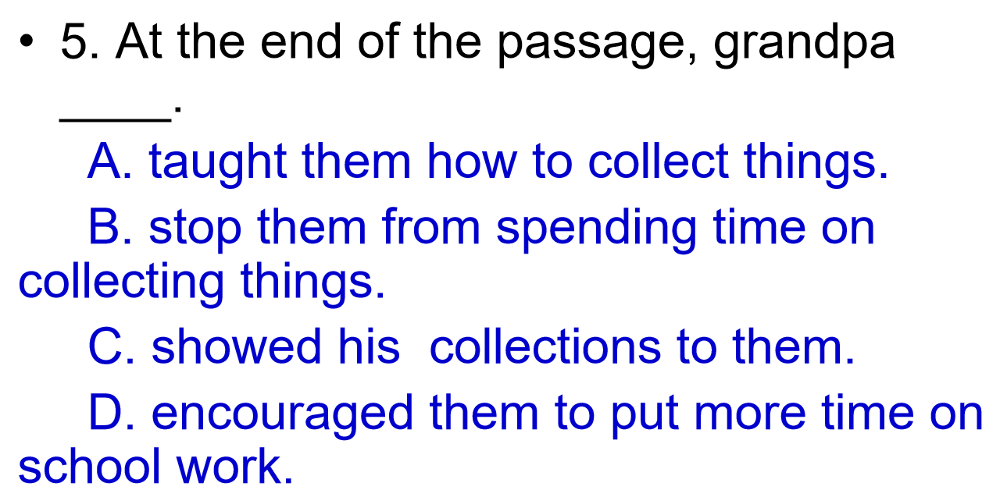 • 5. At the end of the passage, grandpa
____.
A. taught them how to collect things.
B. stop them from spending time on
collecting things.
C. showed his  collections to them.
D. encouraged them to put more time on
school work.